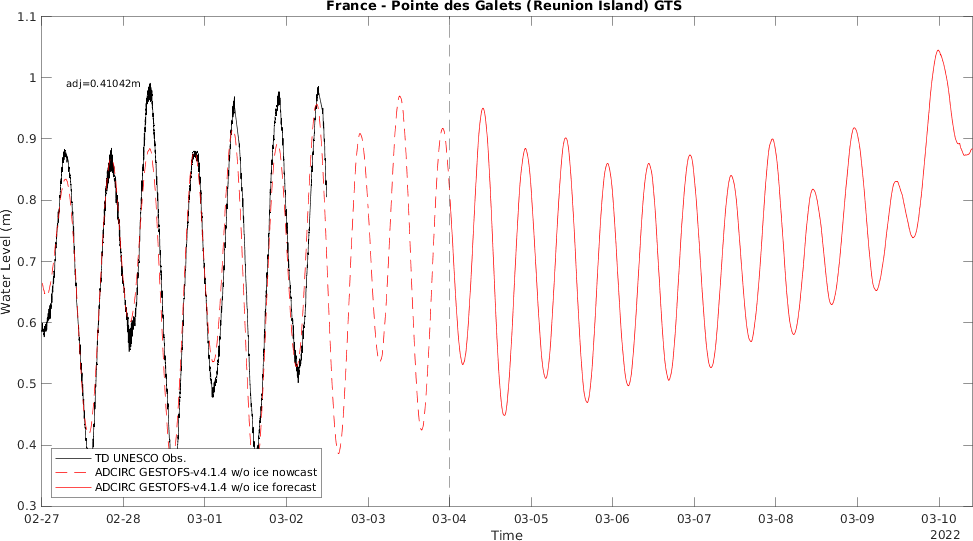 France - Pointe des Galets (Reunion Island) GTS
1.1
1
0.9
0.8
0.7
0.6
0.5
0.4
0.3
Water Level (m)
adj=0.41042m
TD UNESCO Obs.
ADCIRC GESTOFS-v4.1.4 w/o ice nowcast
ADCIRC GESTOFS-v4.1.4 w/o ice forecast
02-27 02-28 03-01 03-02 03-03 03-04 03-05 03-06 03-07 03-08 03-09 03-10
2022
Time